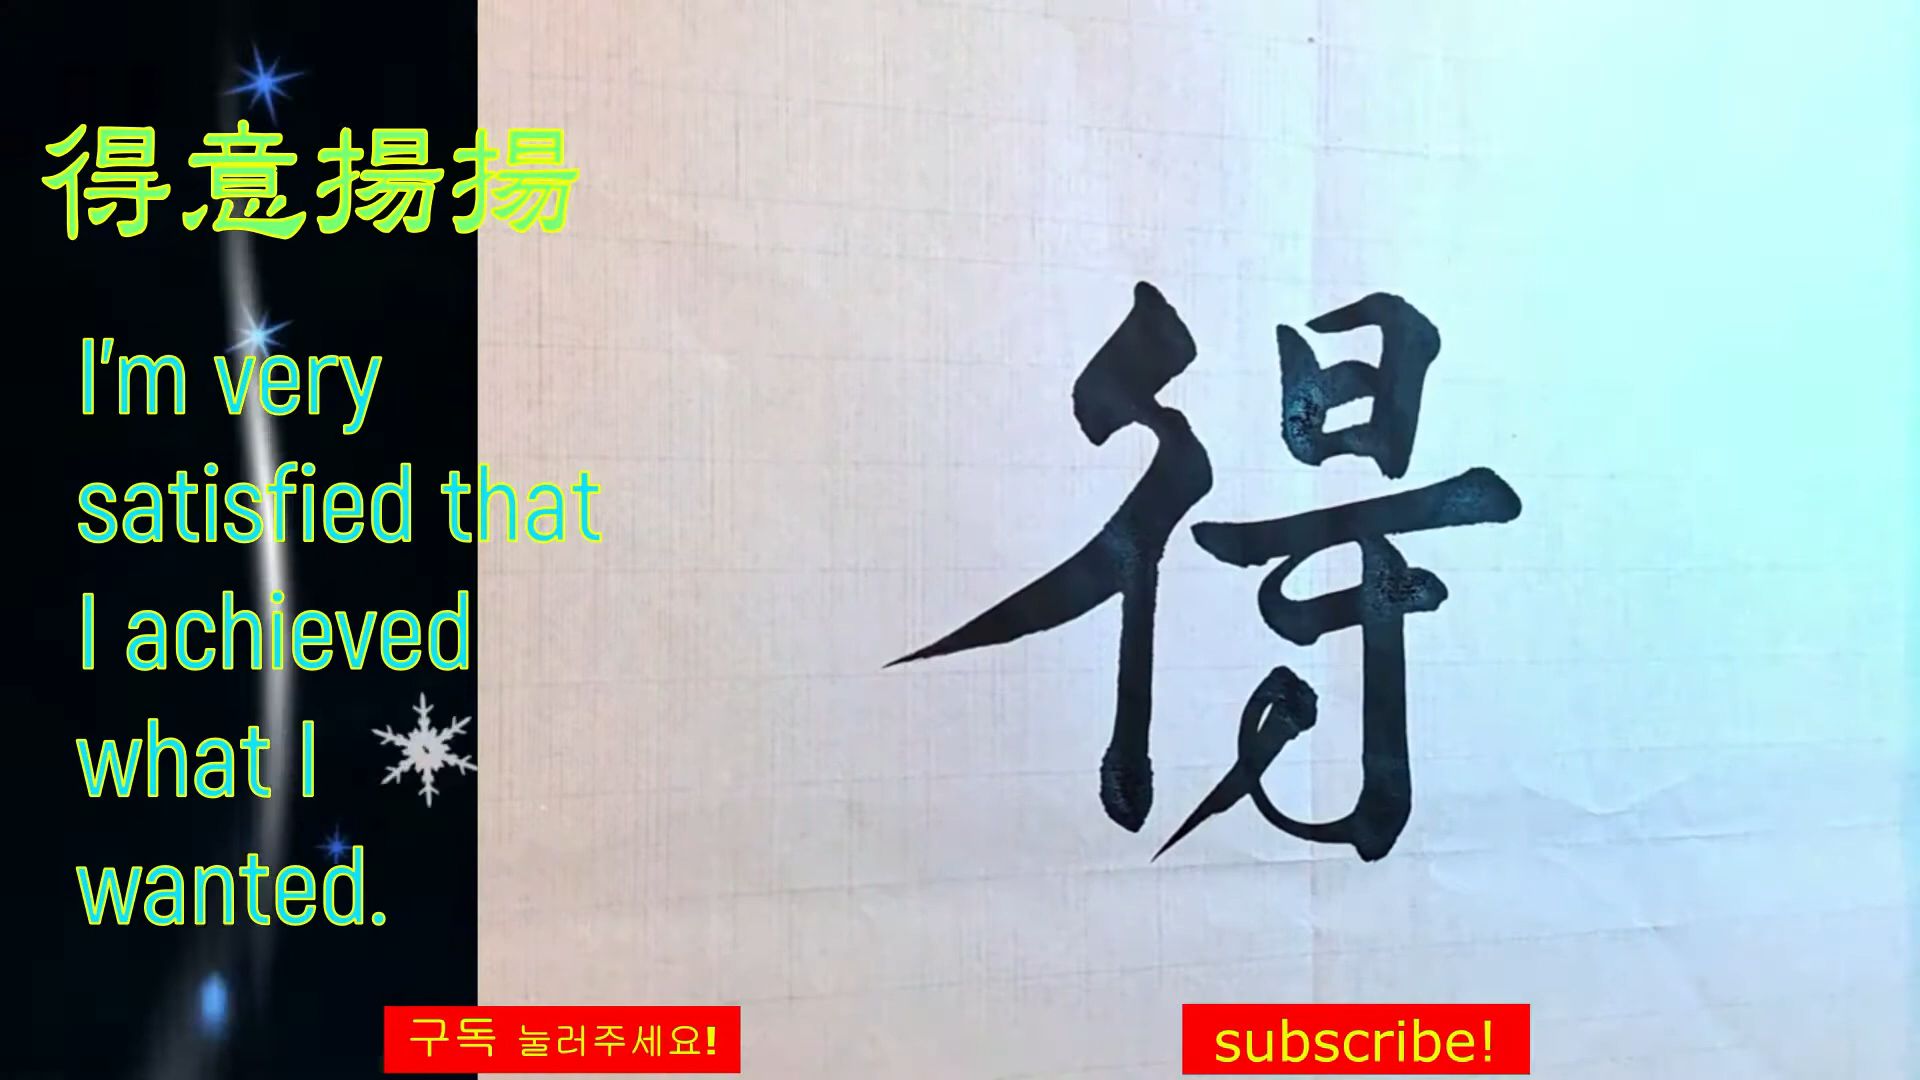 得意揚揚
I'm very
satisfied that
I achieved
what I
wanted.
得
구독 눌러주세요!
subscribe!